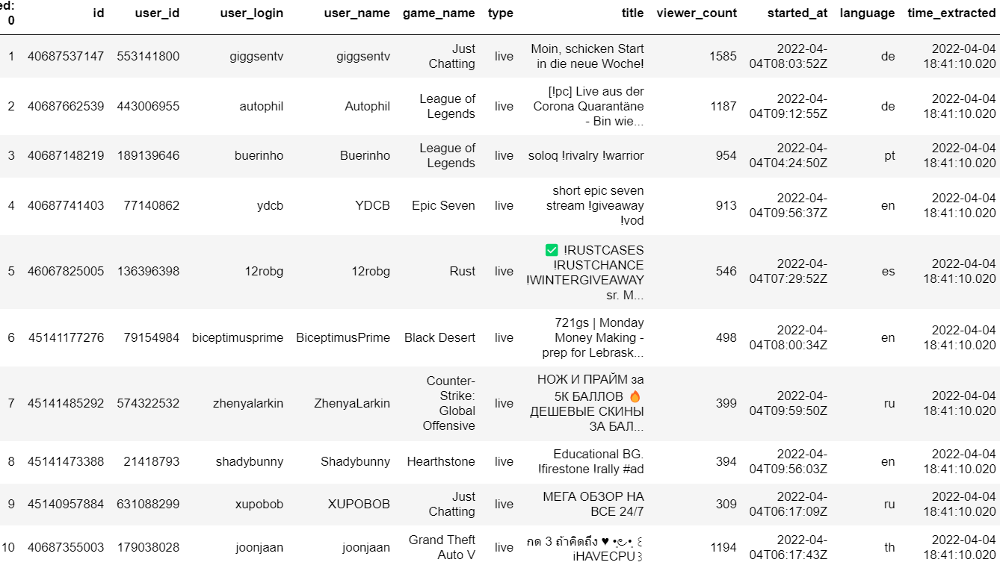 ed: 0 id user_id user_login user_name game_name type title viewer_count started_at language time_extracted
1 40687537147 553141800 giggsentv giggsentv Just Chatting live Moin, schicken Start in die neue Woche! 1585 2022-04-04T08:03:52Z de 2022-04-04 18:41:10.020
2 40687662539 443006955 autophil Autophil League of Legends live [!pc] Live aus der Corona Quarantäne - Bin wie... 1187 2022-04-04T09:12:55Z de 2022-04-04 18:41:10.020
3 40687148219 189139646 buerinho Buerinho League of Legends live soloq !rivalry !warrior 954 2022-04-04T04:24:50Z pt 2022-04-04 18:41:10.020
4 40687741403 77140862 ydcb YDCB Epic Seven live short epic seven stream !giveaway !vod 913 2022-04-04T09:56:37Z en 2022-04-04 18:41:10.020
5 46067825005 136396398 12robg 12robg Rust live ✅ !RUSTCASES !RUSTCHANCE !WINTERGIVEAWAY sr. M... 546 2022-04-04T07:29:52Z es 2022-04-04 18:41:10.020
6 45141177276 79154984 biceptimusprime BiceptimusPrime Black Desert live 721gs | Monday Money Making - prep for Lebrask... 498 2022-04-04T08:00:34Z en 2022-04-04 18:41:10.020
7 45141485292 574322532 zhenyalarkin ZhenyaLarkin Counter-Strike: Global Offensive live НОЖ И ПРАЙМ за 5К БАЛЛОВ 🔥 ДЕШЕВЫЕ СКИНЫ ЗА БАЛ... 399 2022-04-04T09:59:50Z ru 2022-04-04 18:41:10.020
8 45141473388 21418793 shadybunny Shadybunny Hearthstone live Educational BG. !firestone !rally #ad 394 2022-04-04T09:56:03Z en 2022-04-04 18:41:10.020
9 45140957884 631088299 xupobob XUPOBOB Just Chatting live МЕГА ОБЗОР НА ВСЕ 24/7 309 2022-04-04T06:17:09Z ru 2022-04-04 18:41:10.020
10 40687355003 179038028 joonjaan joonjaan Grand Theft Auto V live กด 3 ถ้าคิดถึง ♥ iHAVECPU 1194 2022-04-04T06:17:43Z th 2022-04-04 18:41:10.020